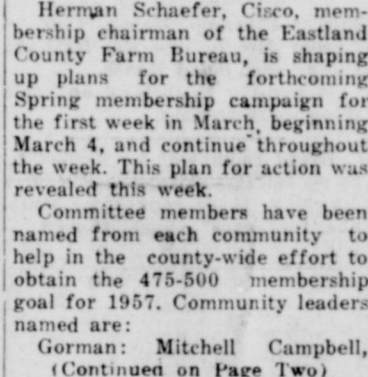 Herman Schaefer, Cisco, mem-
bership chairman of the Eastland
County Farm Bureau, is shaping
up plans for the forthcoming
Spring membership campaign for
the first week in March, beginning
March 4, and continue throughout
the week. This plan for action was
revealed this week.
Committee members have been
named from each community to
help in the county-wide effort to
obtain the 475-500 membership
goal for 1957. Community leaders
named are:
Gorman: Mitchell Campbell,
(Continued on Page Two)